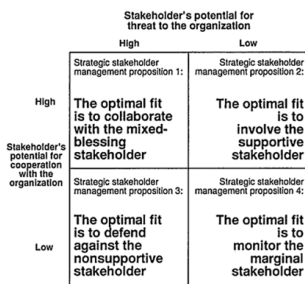 Stakeholder's potential for
threat to the organization
High
Low
Strategic stakeholder
management proposition 1:
The optimal fit
is to collaborate
with the mixed-
blessing
stakeholder
Strategic stakeholder
management proposition 2:
The optimal fit
is to
involve the
supportive
stakeholder
High
Stakeholder's
potential for
cooperation
with the
organization
Strategic stakeholder
management proposition 3:
The optimal fit
is to defend
against the
nonsupportive
stakeholder
Strategic stakeholder
management proposition 4:
The optimal fit
is to
monitor the
marginal
stakeholder
Low